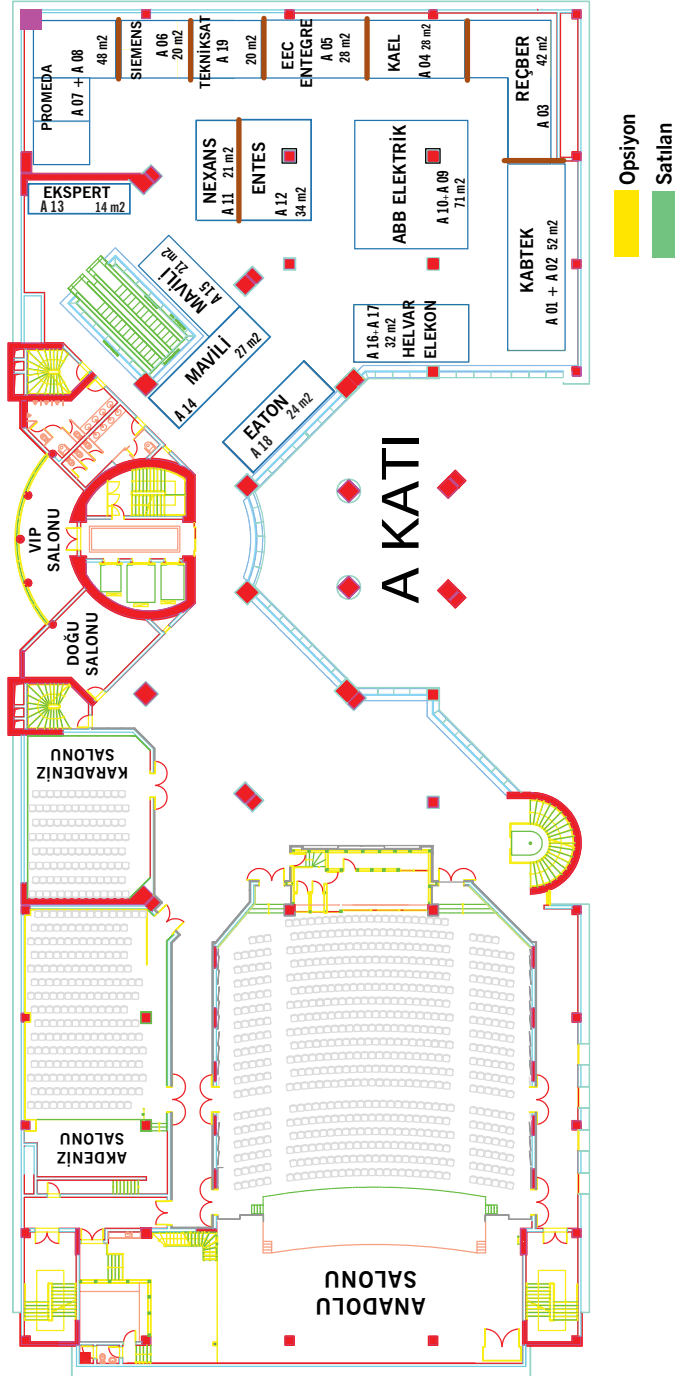 PROMEDA
A 07 + A 08
48 m2
SIEMENS
A 06
20 m2
TEKNİKSAT
A 19
20 m2
EEC
ENTEGRE
A 05
28 m2
KAEL
A 04 28 m2
REÇBER
42 m2
A 03
EKSPERT
A 13 14 m2
NEXANS
A 11 21 m2
ENTES
A 12
34 m2
ABB ELEKTRİK
A 10+A 09
71 m2
KABTEK
A 01 + A 02 52 m2
MAVİLİ
A 15 21 m2
MAVİLİ
A 14 27 m2
A 16+A 17
32 m2
HELVAR
ELEKON
EATON
A 18 24 m2
Opsiyon
Satılan
A KATI
VIP
SALONU
DOĞU
SALONU
KARADENİZ
SALONU
AKDENİZ
SALONU
ANADOLU
SALONU